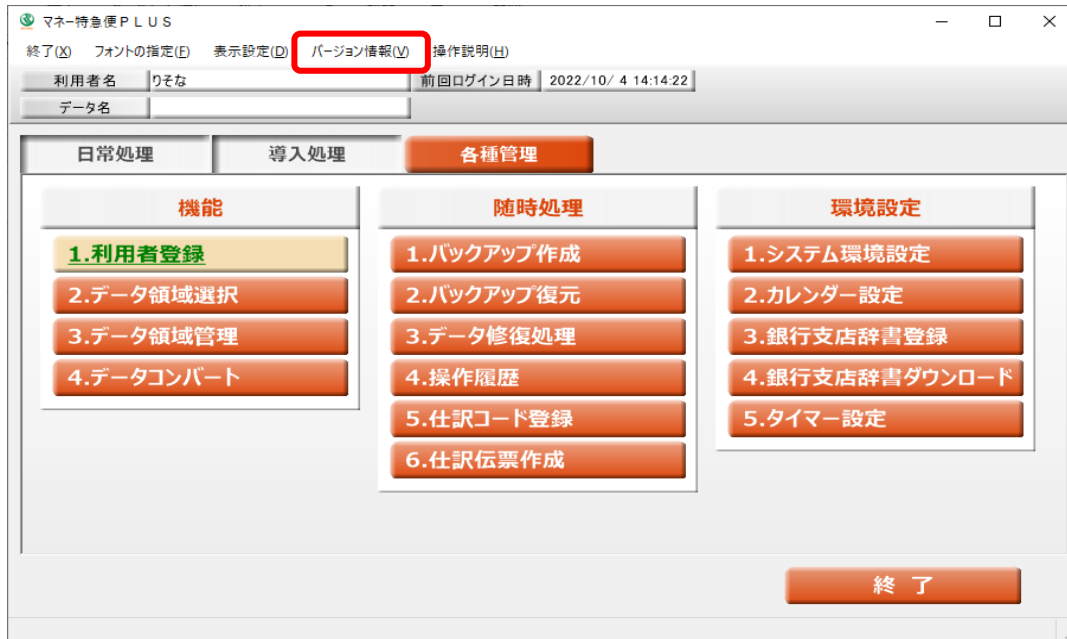 マネー特急便ＰＬＵＳ
終了(X) フォントの指定(F) 表示設定(D) バージョン情報(V) 操作説明(H)
利用者名 りそな 前回ログイン日時 2022/10/ 4 14:14:22
データ名
日常処理 導入処理 各種管理
機能 随時処理 環境設定
1.利用者登録 1.バックアップ作成 1.システム環境設定
2.データ領域選択 2.バックアップ復元 2.カレンダー設定
3.データ領域管理 3.データ修復処理 3.銀行支店辞書登録
4.データコンバート 4.操作履歴 4.銀行支店辞書ダウンロード
5.仕訳コード登録 5.タイマー設定
6.仕訳伝票作成
終 了